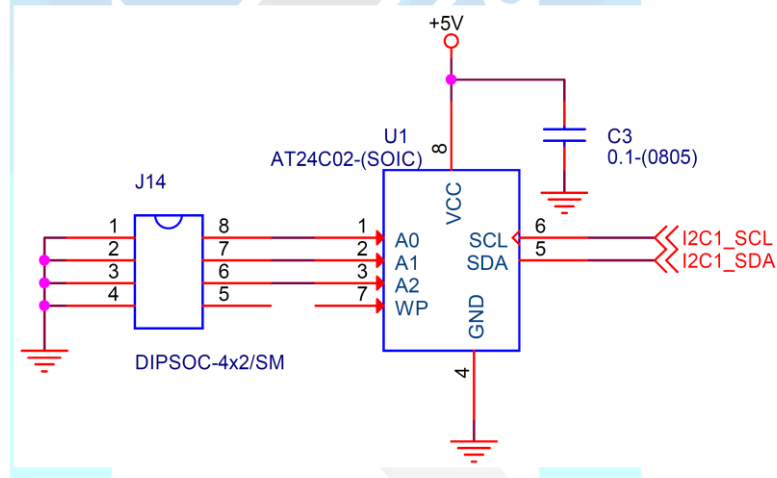 +5V
U1
AT24C02-(SOIC)
8
C3
0.1-(0805)
J14
VCC
1 8 1 A0 SCL 6 I2C1_SCL
2 7 2 A1 SDA 5 I2C1_SDA
3 6 3 A2
4 5 7 WP
GND
4
DIPSOC-4x2/SM